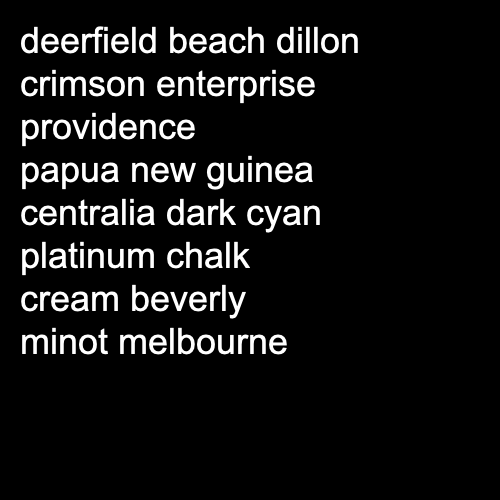 deerfield beach dillon
crimson enterprise
providence
papua new guinea
centralia dark cyan
platinum chalk
cream beverly
minot melbourne